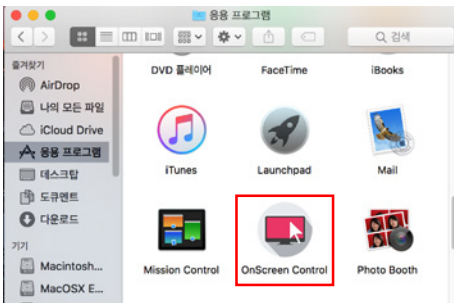 응용 프로그램
검색
즐겨찾기
AirDrop
나의 모든 파일
iCloud Drive
응용 프로그램
데스크탑
도큐멘트
다운로드
기기
Macintosh...
MacOSX E...
DVD 플레이어
FaceTime
iBooks
iTunes
Launchpad
Mail
Mission Control
OnScreen Control
Photo Booth